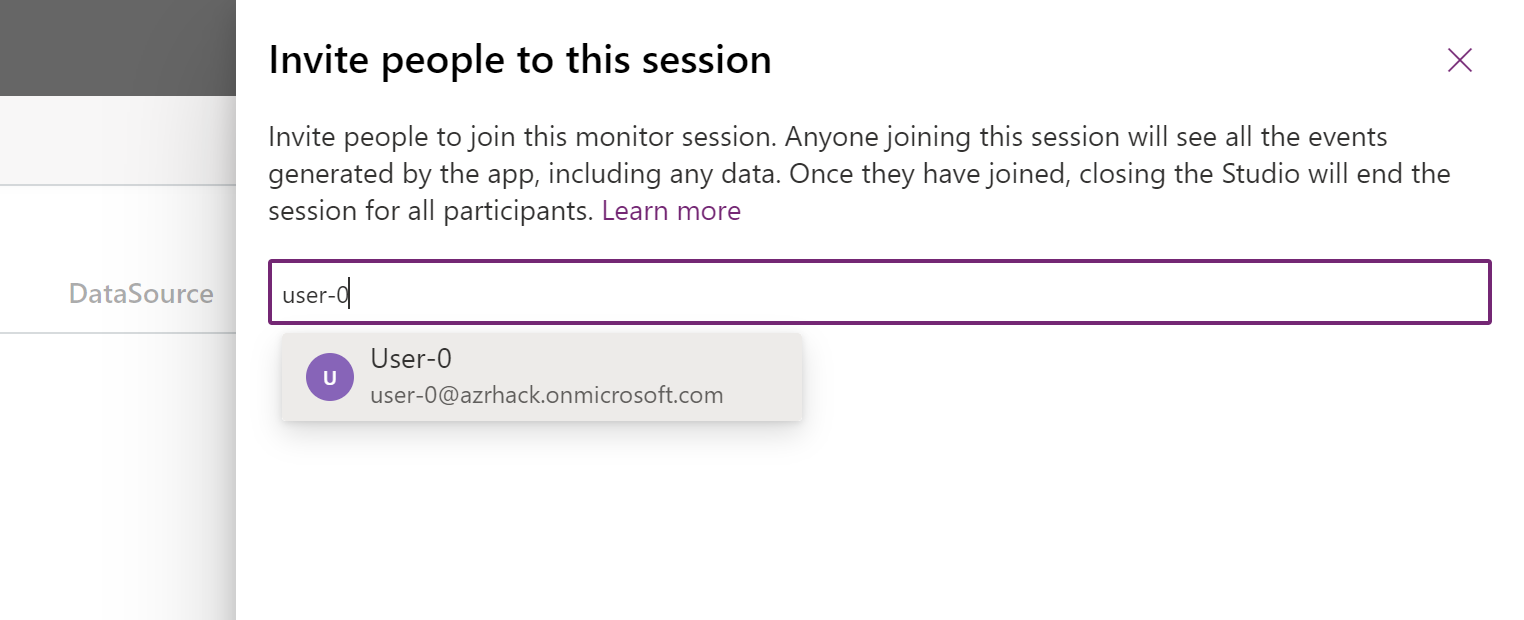 Invite people to this session
Invite people to join this monitor session. Anyone joining this session will see all the events
generated by the app, including any data. Once they have joined, closing the Studio will end the
session for all participants. Learn more
DataSource
user-0
U
User-0
user-0@azrhack.onmicrosoft.com